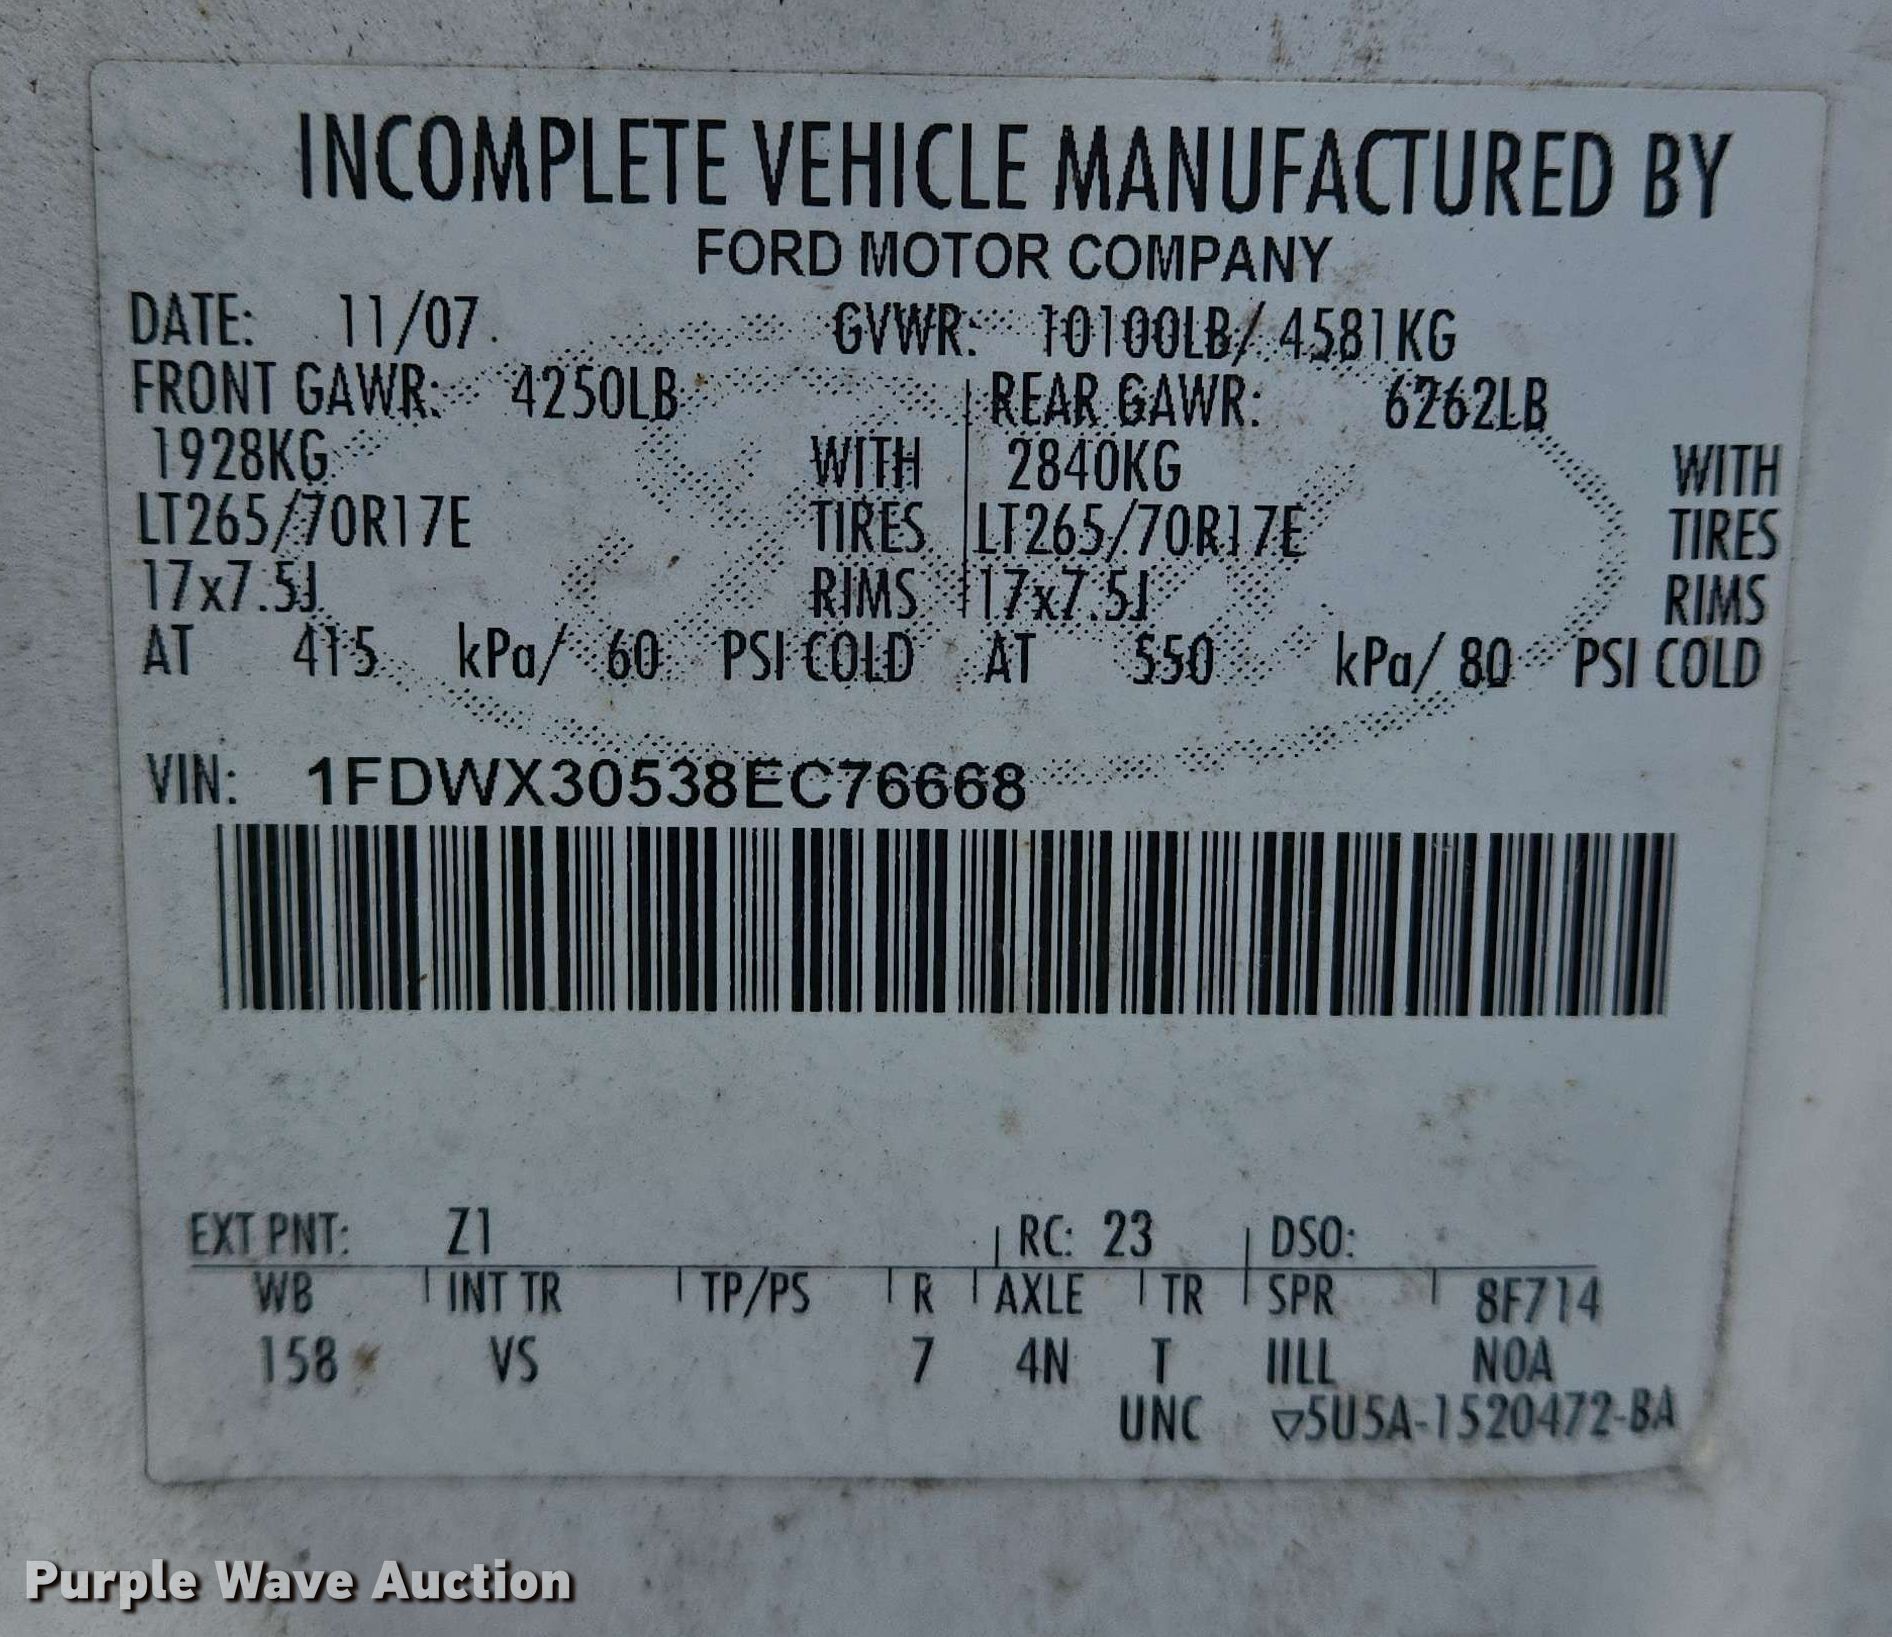 INCOMPLETE VEHICLE MANUFACTURED BY
FORD MOTOR COMPANY
DATE: 11/07 GVWR: 10100LB/ 4581KG
FRONT GAWR: 4250LB REAR GAWR: 6262LB
1928KG WITH 2840KG WITH
LT265/70R17E TIRES LT265/70R17E TIRES
17x7.5J RIMS 17x7.5J RIMS
AT 415 kPa/ 60 PSI COLD AT 550 kPa/ 80 PSI COLD
VIN: 1FDWX30538EC76668
EXT PNT: Z1 RC: 23 DSO:
WB INT TR TP/PS R AXLE TR SPR 8F714
158 VS 7 4N T IILL NOA
UNC ▽5U5A-1520472-BA
Purple Wave Auction